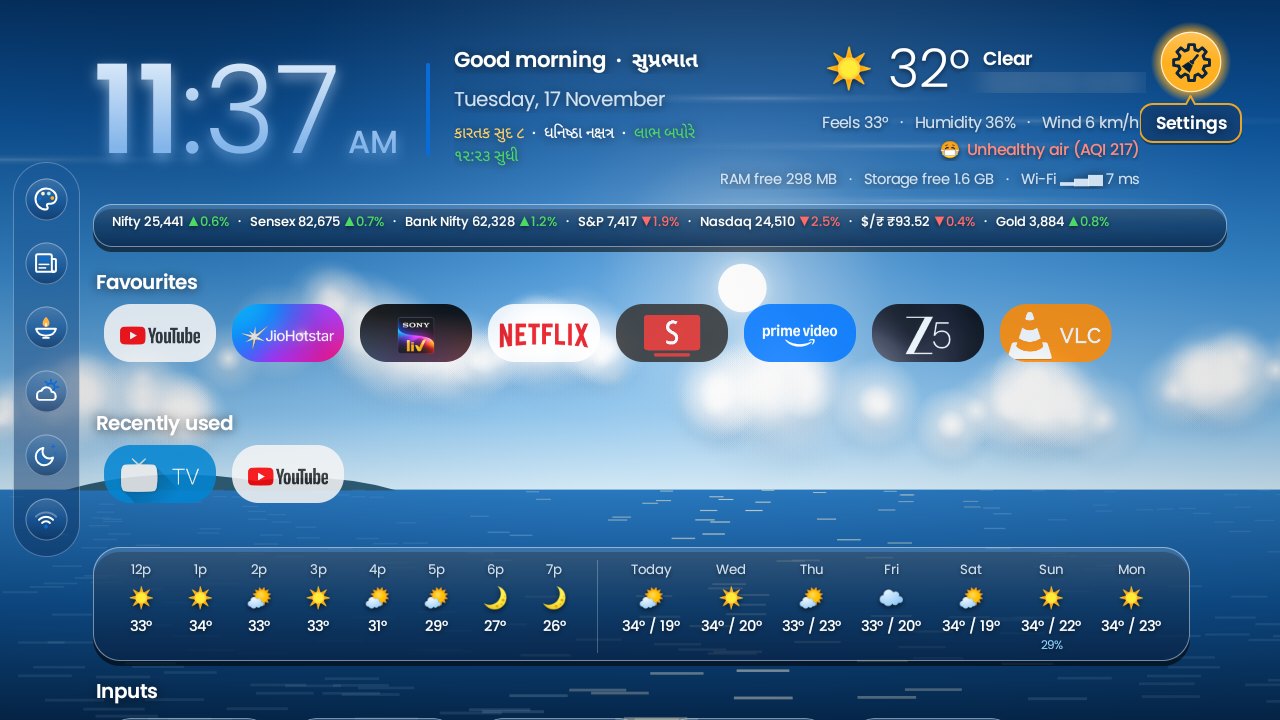 11:37 AM
Good morning · સુપ્રભાત
Tuesday, 17 November
કારતક સુદ ૮ · ધનિષ્ઠા નક્ષત્ર · લાભ બપોરે
૧૨:૨૩ સુધી
32° Clear
Feels 33° · Humidity 36% · Wind 6 km/h
😷 Unhealthy air (AQI 217)
RAM free 298 MB · Storage free 1.6 GB · Wi-Fi ▂▃▅ 7 ms
Settings
Nifty 25,441 ▲0.6% · Sensex 82,675 ▲0.7% · Bank Nifty 62,328 ▲1.2% · S&P 7,417 ▼1.9% · Nasdaq 24,510 ▼2.5% · $/₹ ₹93.52 ▼0.4% · Gold 3,884 ▲0.8%
Favourites
YouTube JioHotstar SONY liv NETFLIX S prime video Z5 VLC
Recently used
TV YouTube
12p 1p 2p 3p 4p 5p 6p 7p Today Wed Thu Fri Sat Sun Mon
33° 34° 33° 33° 31° 29° 27° 26° 34° / 19° 34° / 20° 33° / 23° 33° / 20° 34° / 19° 34° / 22° 34° / 23°
29%
Inputs